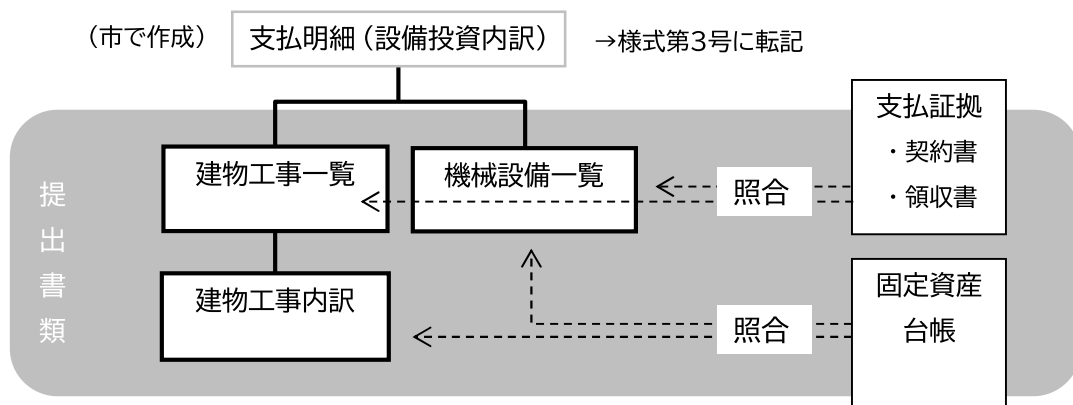 （市で作成）
支払明細（設備投資内訳）
→様式第3号に転記
支払証拠
・契約書
・領収書
建物工事一覧
機械設備一覧
照合
提出書類
建物工事内訳
照合
固定資産
台帳